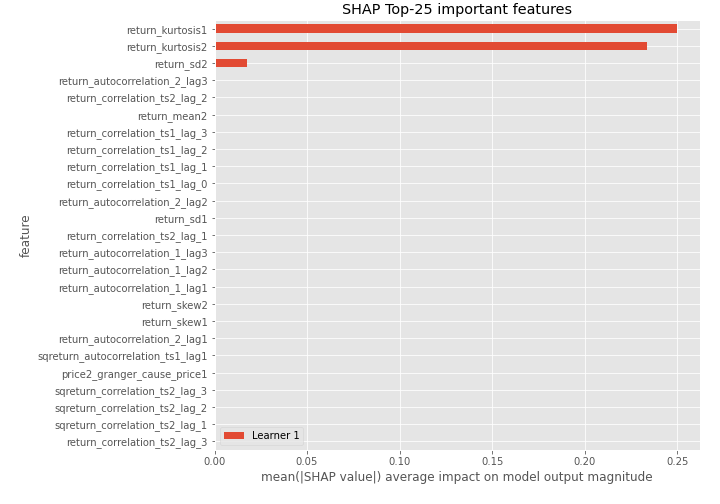 SHAP Top-25 important features
return_kurtosis1
return_kurtosis2
return_sd2
return_autocorrelation_2_lag3
return_correlation_ts2_lag_2
return_mean2
return_correlation_ts1_lag_3
return_correlation_ts1_lag_2
return_correlation_ts1_lag_1
return_correlation_ts1_lag_0
return_autocorrelation_2_lag2
return_sd1
return_correlation_ts2_lag_1
return_autocorrelation_1_lag3
return_autocorrelation_1_lag2
return_autocorrelation_1_lag1
return_skew2
return_skew1
return_autocorrelation_2_lag1
sqreturn_autocorrelation_ts1_lag1
price2_granger_cause_price1
sqreturn_correlation_ts2_lag_3
sqreturn_correlation_ts2_lag_2
sqreturn_correlation_ts2_lag_1
return_correlation_ts2_lag_3
feature
Learner 1
0.00 0.05 0.10 0.15 0.20 0.25
mean(|SHAP value|) average impact on model output magnitude